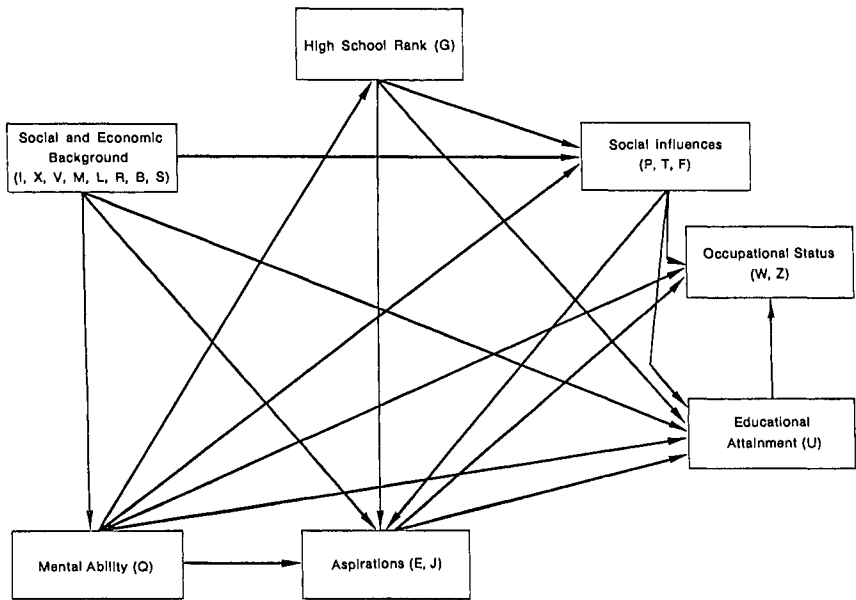 High School Rank (G)
Social and Economic
Background
(I, X, V, M, L, R, B, S)
Social Influences
(P, T, F)
Occupational Status
(W, Z)
Educational
Attainment (U)
Mental Ability (Q)
Aspirations (E, J)